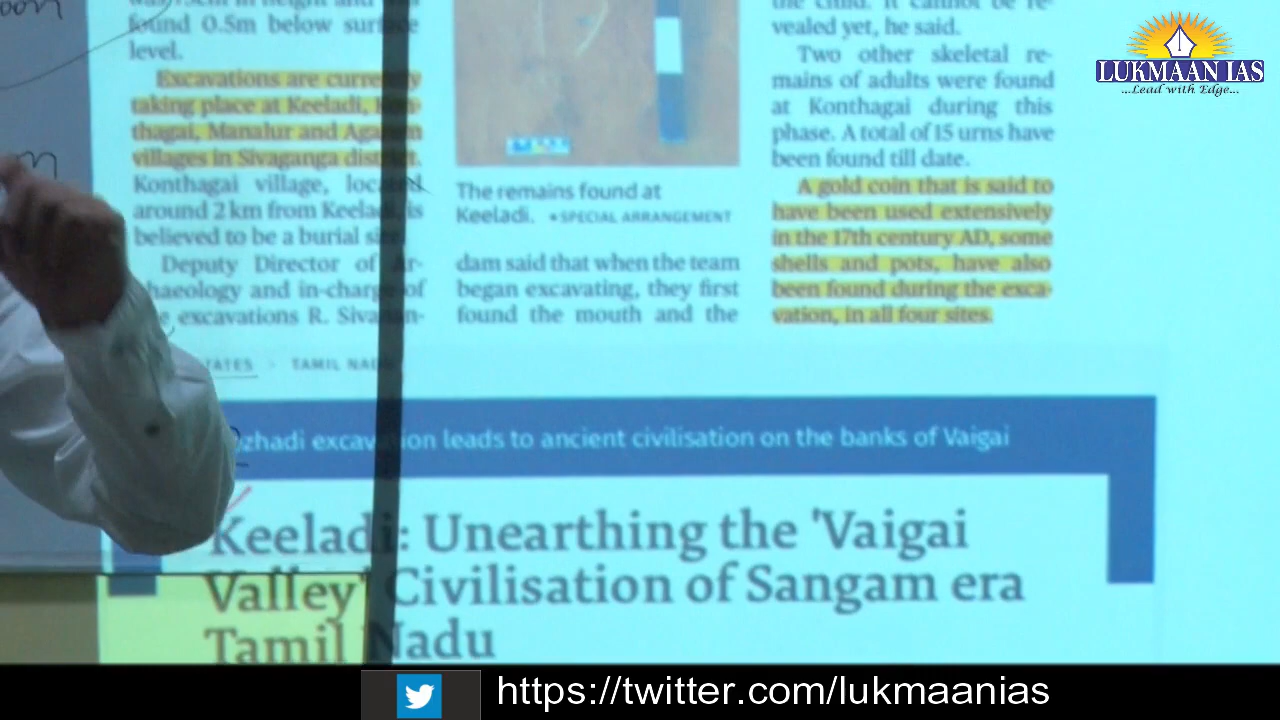 oon
m
found 0.5m below surface
level.
Excavations are currently
taking place at Keeladi, Kon-
thagai, Manalur and Agaram
villages in Sivaganga district.
Konthagai village, located
around 2 km from Keeladi, is
believed to be a burial site.
Deputy Director of Ar-
chaeology and in-charge of
excavations R. Sivanan-
The remains found at
Keeladi. • SPECIAL ARRANGEMENT
dam said that when the team
began excavating, they first
found the mouth and the
the child. It cannot be re-
vealed yet, he said.
Two other skeletal re-
mains of adults were found
at Konthagai during this
phase. A total of 15 urns have
been found till date.
A gold coin that is said to
have been used extensively
in the 17th century AD, some
shells and pots, have also
been found during the exca-
vation, in all four sites.
TATES > TAMIL NAD
zhadi excavation leads to ancient civilisation on the banks of Vaigai
Keeladi: Unearthing the 'Vaigai
Valley' Civilisation of Sangam era
Tamil Nadu
LUKMAAN IAS
...Lead with Edge...
https://twitter.com/lukmaanias